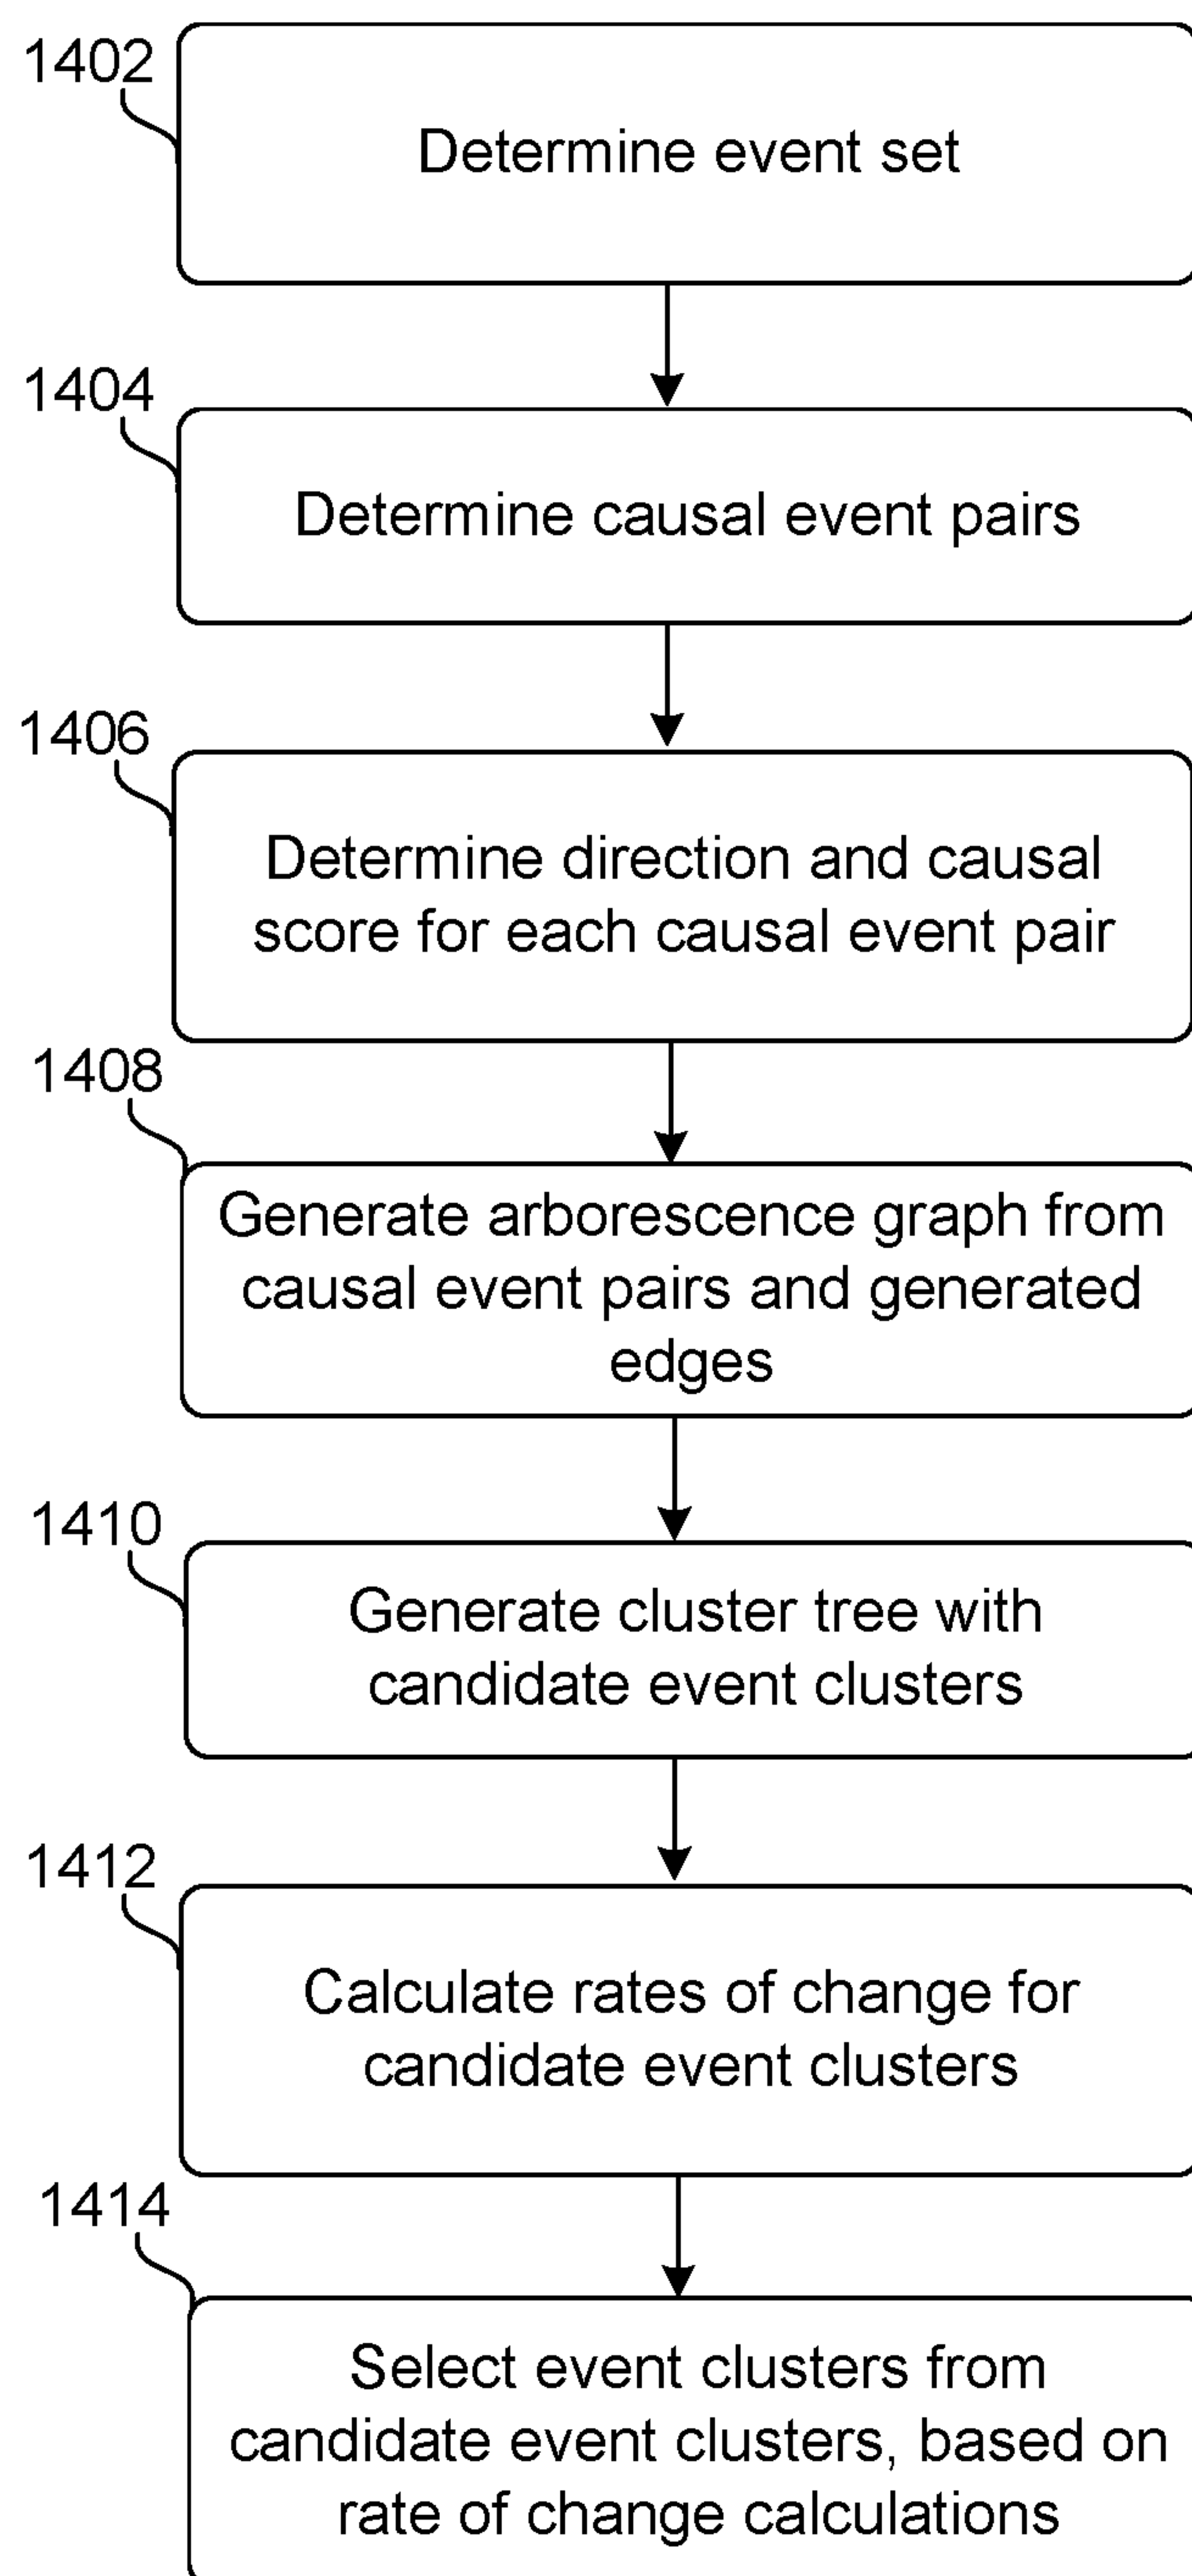 1402
Determine event set
1404
Determine causal event pairs
1406
Determine direction and causal
score for each causal event pair
1408
Generate arborescence graph from
causal event pairs and generated
edges
1410
Generate cluster tree with
candidate event clusters
1412
Calculate rates of change for
candidate event clusters
1414
Select event clusters from
candidate event clusters, based on
rate of change calculations